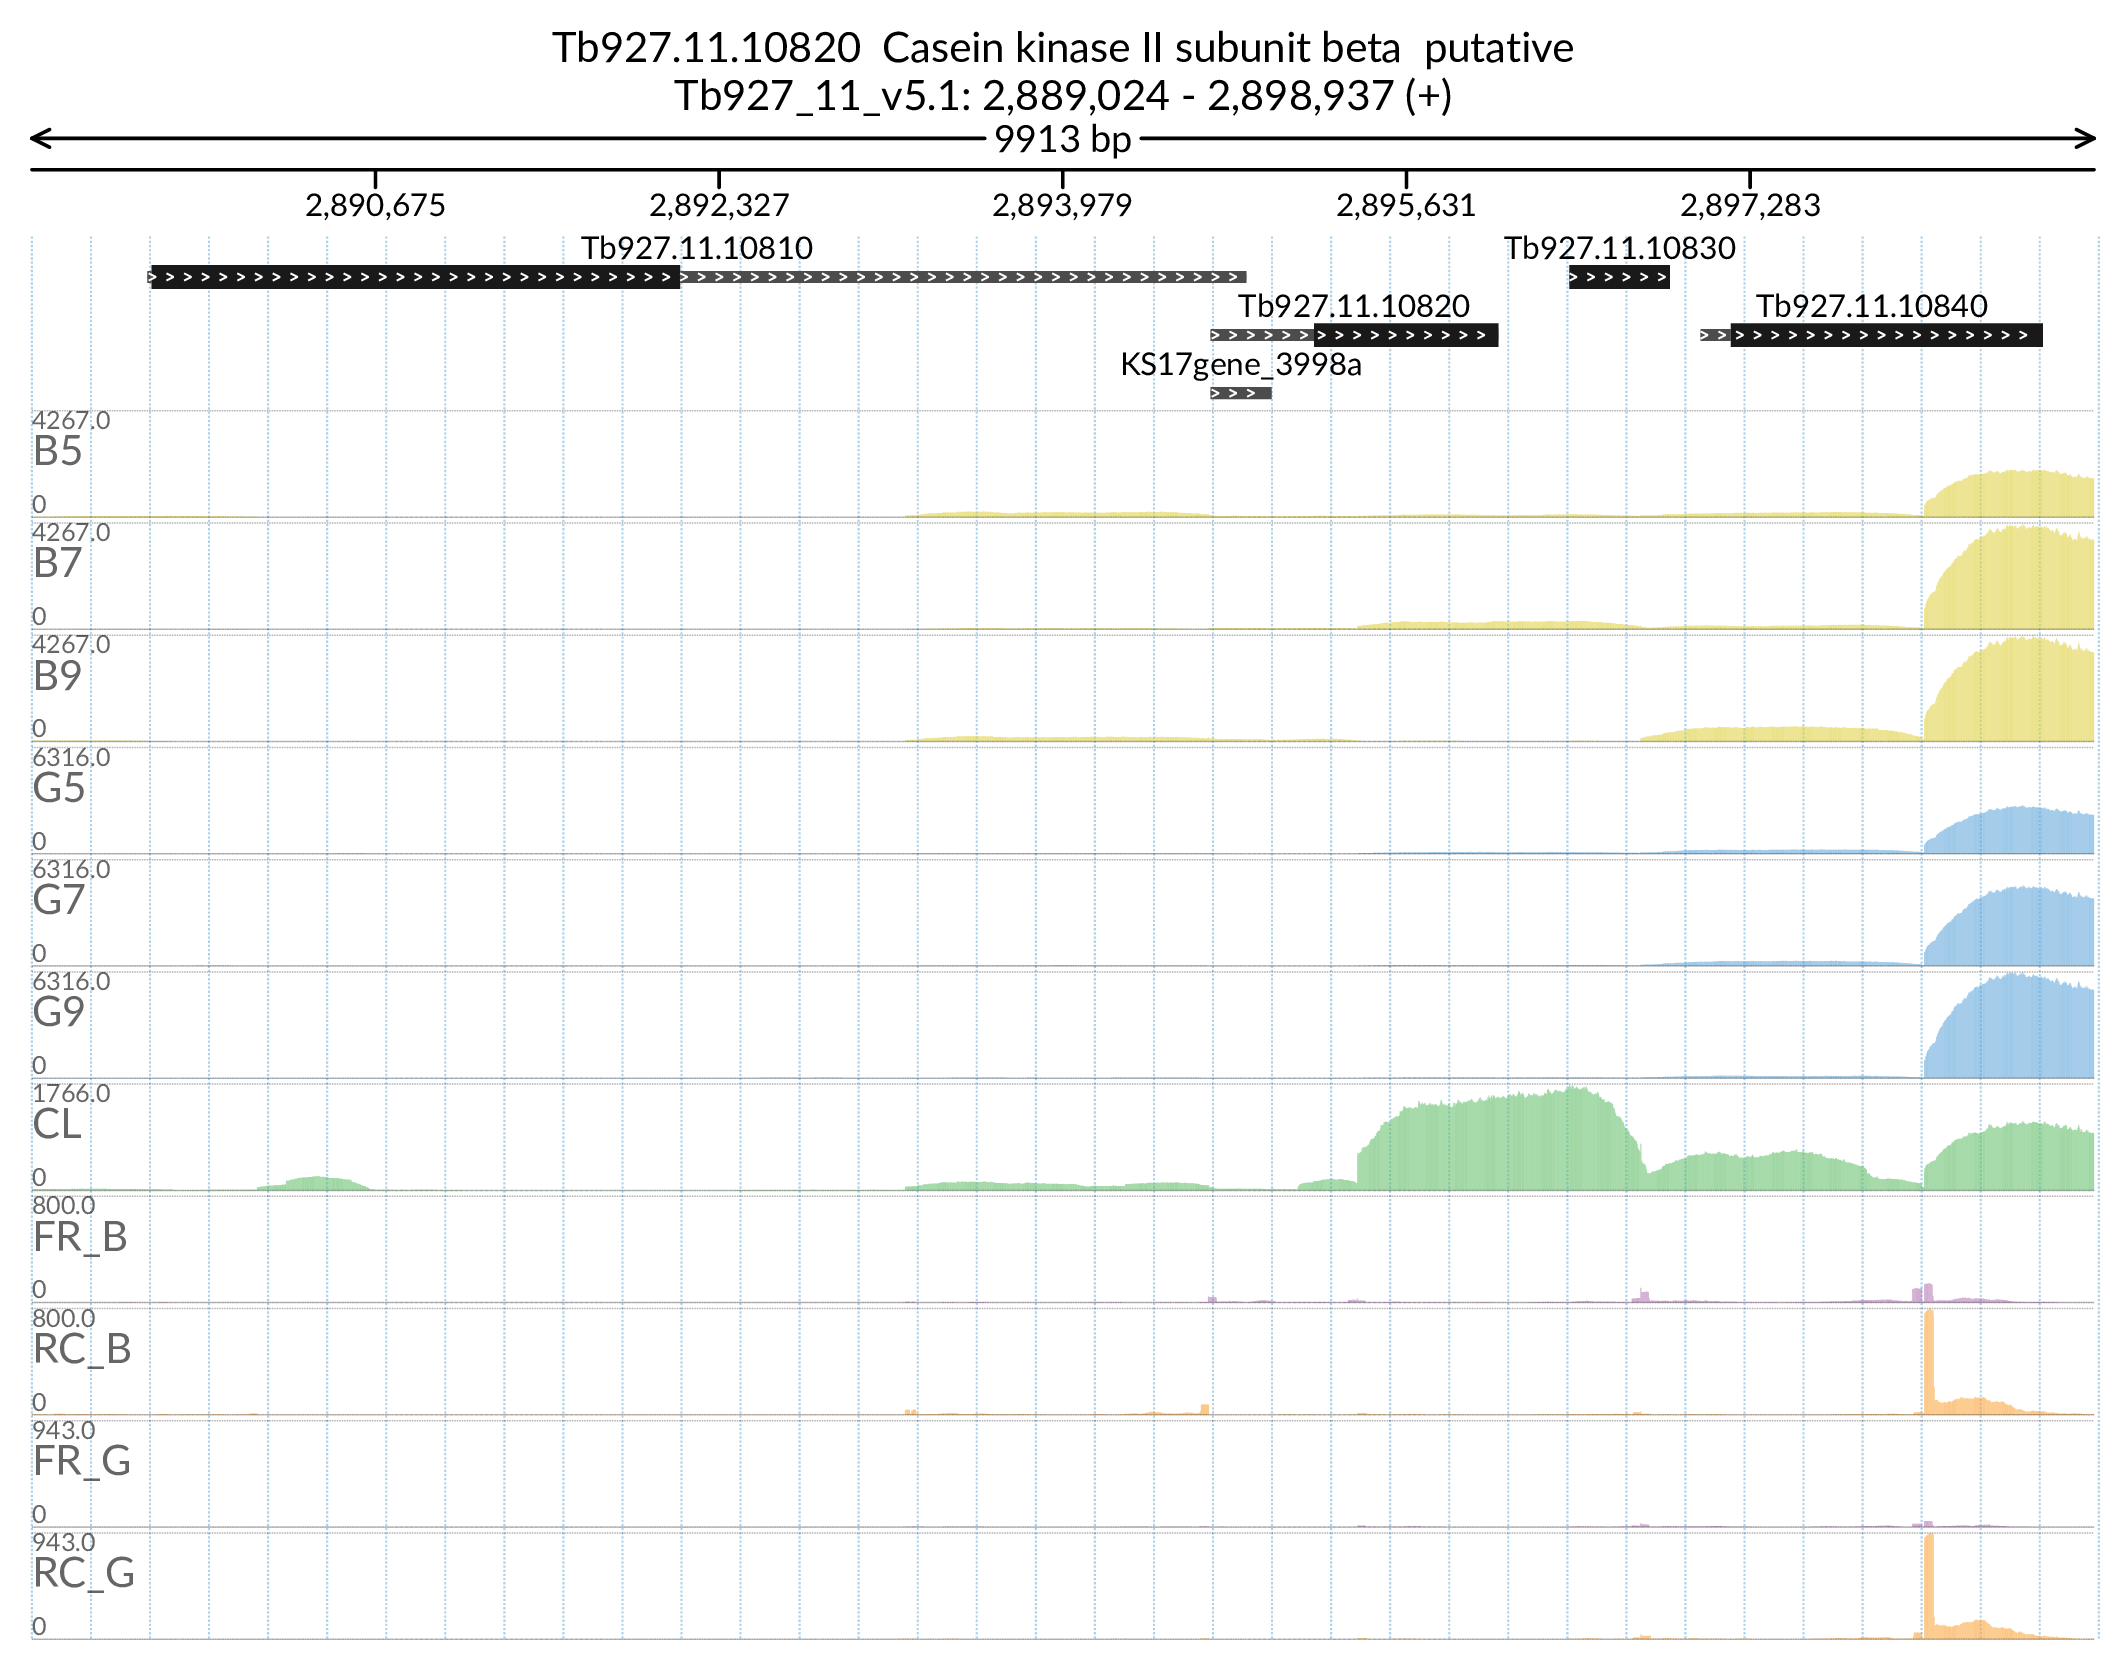 Tb927.11.10820  Casein kinase II subunit beta  putative
Tb927_11_v5.1: 2,889,024 - 2,898,937 (+)
9913 bp
2,890,675 2,892,327 2,893,979 2,895,631 2,897,283
Tb927.11.10810 Tb927.11.10830
Tb927.11.10820 Tb927.11.10840
KS17gene_3998a
4267.0
B5
0
4267.0
B7
0
4267.0
B9
0
6316.0
G5
0
6316.0
G7
0
6316.0
G9
0
1766.0
CL
0
800.0
FR_B
0
800.0
RC_B
0
943.0
FR_G
0
943.0
RC_G
0